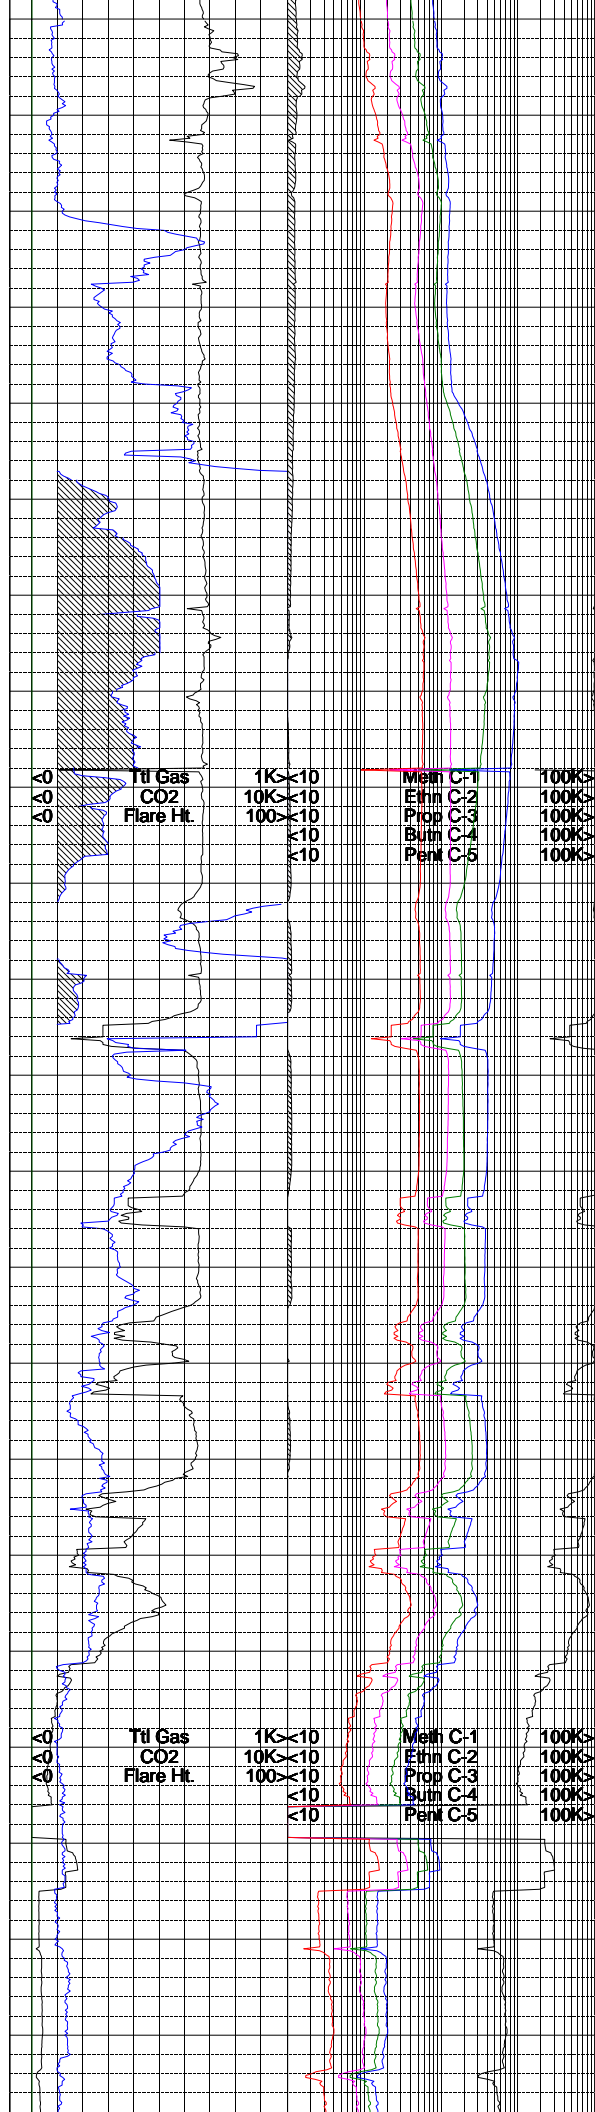 <0 Ttl Gas 1K> <10 Meth C-1 100K>
<0 CO2 10K> <10 Ethn C-2 100K>
<0 Flare Ht. 100> <10 Prop C-3 100K>
<10 Butn C-4 100K>
<10 Pent C-5 100K>
<0 Ttl Gas 1K> <10 Meth C-1 100K>
<0 CO2 10K> <10 Ethn C-2 100K>
<0 Flare Ht. 100> <10 Prop C-3 100K>
<10 Butn C-4 100K>
<10 Pent C-5 100K>